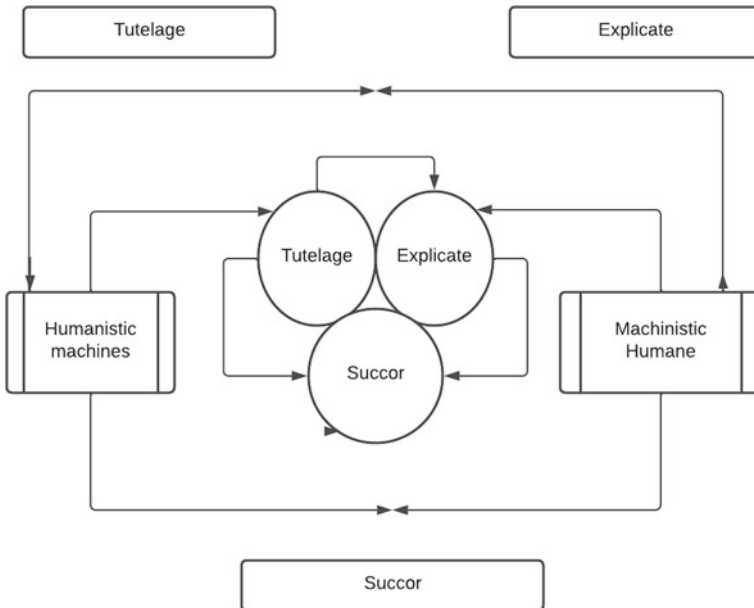 Tutelage
Explicate
Tutelage
Explicate
Humanistic
machines
Machinistic
Humane
Succor
Succor